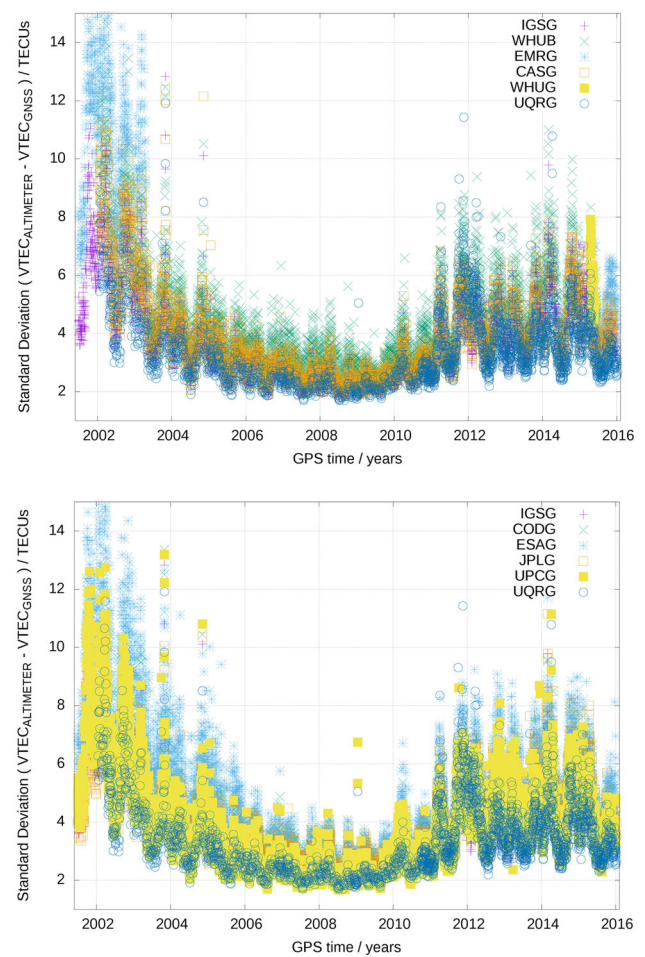 14
12
10
8
6
4
2
Standard Deviation ( VTEC_ALTIMETER - VTEC_GNSS ) / TECUs
IGSG
WHUB
EMRG
CASG
WHUG
UQRG
2002 2004 2006 2008 2010 2012 2014 2016
GPS time / years
14
12
10
8
6
4
2
Standard Deviation ( VTEC_ALTIMETER - VTEC_GNSS ) / TECUs
IGSG
CODG
ESAG
JPLG
UPCG
UQRG
2002 2004 2006 2008 2010 2012 2014 2016
GPS time / years